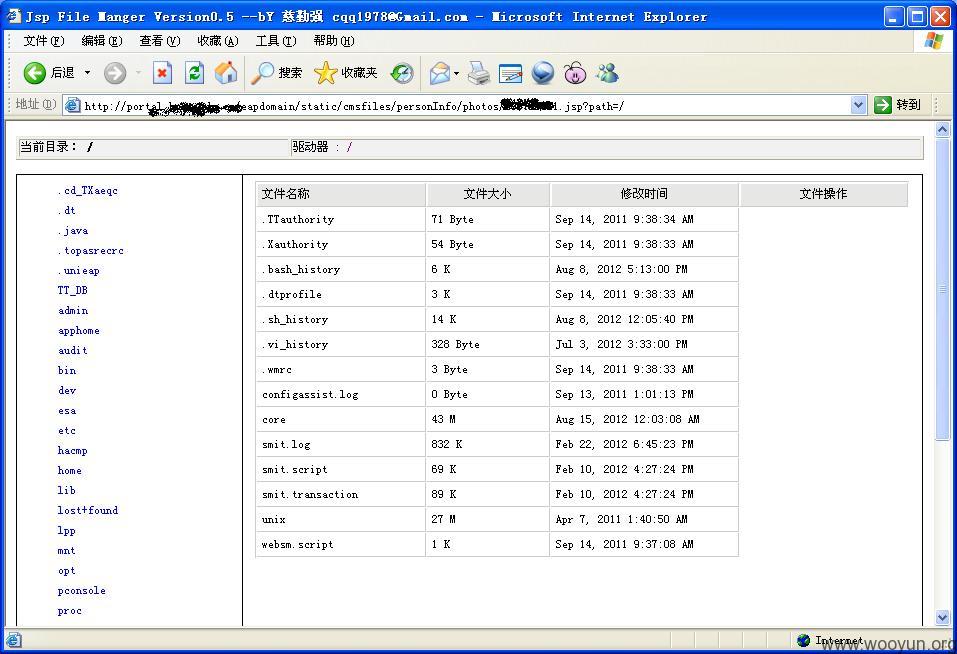 Jsp File Manger Version0.5 --bY 慈勤强 cqq1978@Gmail.com - Microsoft Internet Explorer
文件(F) 编辑(E) 查看(V) 收藏(A) 工具(T) 帮助(H)
后退 搜索 收藏夹
地址(D) http://portal. eapdomain/static/cmsfiles/personInfo/photos/ 1.jsp?path=/ 转到
当前目录: / 驱动器 : /
.cd_TXaeqc
.dt
.java
.topasrecrc
.unieap
TT_DB
admin
apphome
audit
bin
dev
esa
etc
hacmp
home
lib
lost+found
lpp
mnt
opt
pconsole
proc
文件名称 文件大小 修改时间 文件操作
.TTauthority 71 Byte Sep 14, 2011 9:38:34 AM
.Xauthority 54 Byte Sep 14, 2011 9:38:33 AM
.bash_history 6 K Aug 8, 2012 5:13:00 PM
.dtprofile 3 K Sep 14, 2011 9:38:33 AM
.sh_history 14 K Aug 8, 2012 12:05:40 PM
.vi_history 328 Byte Jul 3, 2012 3:33:00 PM
.wmrc 3 Byte Sep 14, 2011 9:38:33 AM
configassist.log 0 Byte Sep 13, 2011 1:01:13 PM
core 43 M Aug 15, 2012 12:03:08 AM
smit.log 832 K Feb 22, 2012 6:45:23 PM
smit.script 69 K Feb 10, 2012 4:27:24 PM
smit.transaction 89 K Feb 10, 2012 4:27:24 PM
unix 27 M Apr 7, 2011 1:40:50 AM
websm.script 1 K Sep 14, 2011 9:37:08 AM
Internet
www.wooyun.org